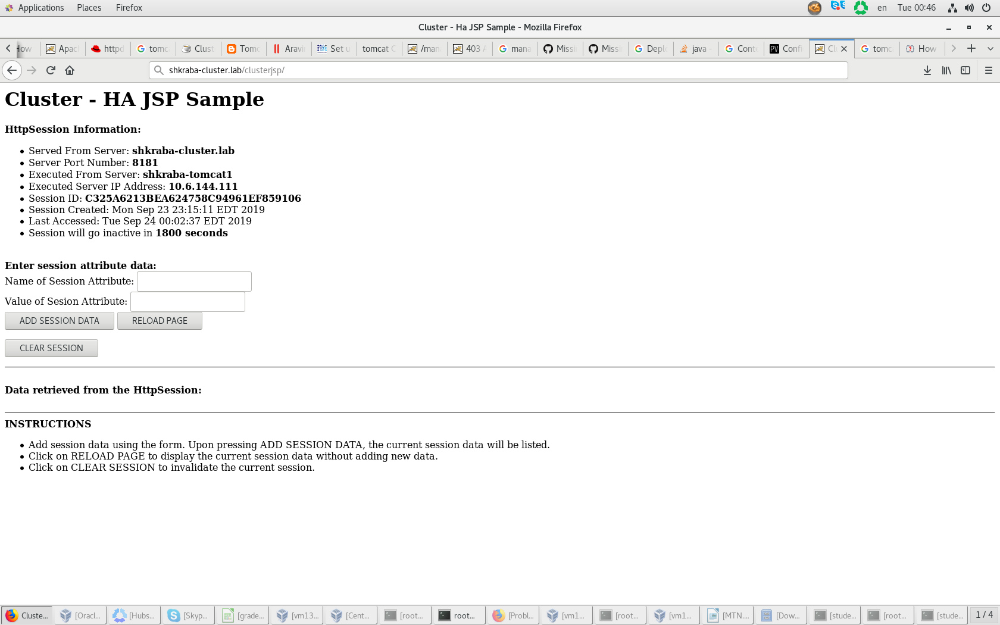 Applications Places Firefox en Tue 00:46
Cluster - Ha JSP Sample - Mozilla Firefox
How Apac httpd tomc Clust Tomc Aravi Set u tomcat C /man 403 A mana Missi Missi Deplo java - Conte PV Confi Cl tomc How
shkraba-cluster.lab/clusterjsp/
Cluster - HA JSP Sample
HttpSession Information:
Served From Server: shkraba-cluster.lab
Server Port Number: 8181
Executed From Server: shkraba-tomcat1
Executed Server IP Address: 10.6.144.111
Session ID: C325A6213BEA624758C94961EF859106
Session Created: Mon Sep 23 23:15:11 EDT 2019
Last Accessed: Tue Sep 24 00:02:37 EDT 2019
Session will go inactive in 1800 seconds
Enter session attribute data:
Name of Session Attribute:
Value of Sesion Attribute:
ADD SESSION DATA RELOAD PAGE
CLEAR SESSION
Data retrieved from the HttpSession:
INSTRUCTIONS
Add session data using the form. Upon pressing ADD SESSION DATA, the current session data will be listed.
Click on RELOAD PAGE to display the current session data without adding new data.
Click on CLEAR SESSION to invalidate the current session.
Cluste... [Oracl... [Hubs... [Skyp... [grade... [vm13... [Cent... [root... root... [Probl... [vm1... [root... [vm1... [MTN.... [Dow... [stude... [root... [stude... 1 / 4